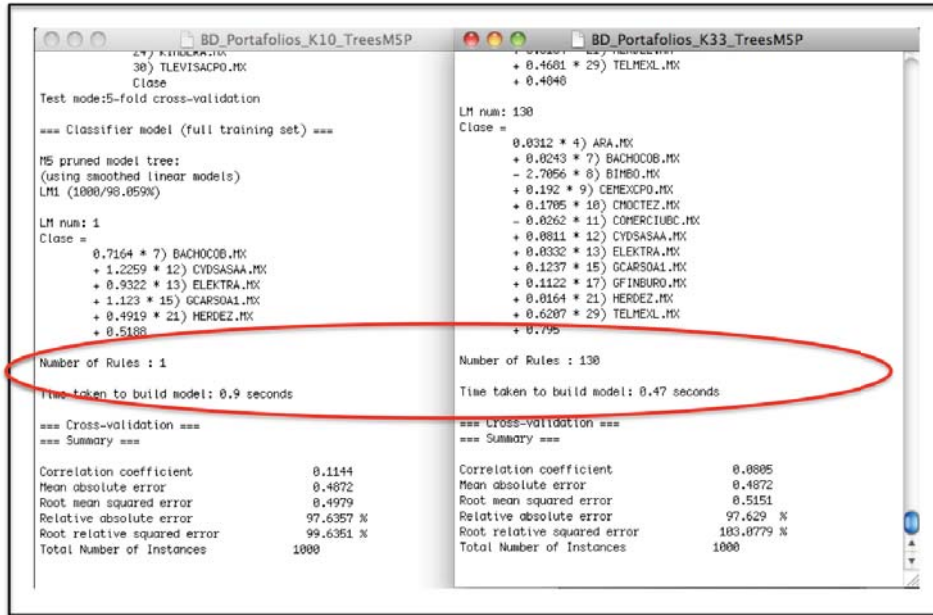 BD_Portafolios_K10_TreesM5P
29) KIMBERA.MX
30) TLEVISACPO.MX
Clase
Test mode:5-fold cross-validation
=== Classifier model (full training set) ===
M5 pruned model tree:
(using smoothed linear models)
LM1 (1000/98.059%)
LM num: 1
Clase =
0.7164 * 7) BACHOCOB.MX
+ 1.2259 * 12) CYDSASAA.MX
+ 0.9322 * 13) ELEKTRA.MX
+ 1.123 * 15) GCARSOA1.MX
+ 0.4919 * 21) HERDEZ.MX
+ 0.5188
Number of Rules : 1
Time taken to build model: 0.9 seconds
=== Cross-validation ===
=== Summary ===
Correlation coefficient 0.1144
Mean absolute error 0.4872
Root mean squared error 0.4979
Relative absolute error 97.6357 %
Root relative squared error 99.6351 %
Total Number of Instances 1000
BD_Portafolios_K33_TreesM5P
+ 0.4681 * 29) TELMEXL.MX
+ 0.4848
LM num: 130
Clase =
0.0312 * 4) ARA.MX
+ 0.0243 * 7) BACHOCOB.MX
- 2.7056 * 8) BIMBO.MX
+ 0.192 * 9) CEMEXCPO.MX
+ 0.1705 * 10) CMOCTEZ.MX
- 0.0262 * 11) COMERCIUBC.MX
+ 0.0811 * 12) CYDSASAA.MX
+ 0.0332 * 13) ELEKTRA.MX
+ 0.1237 * 15) GCARSOA1.MX
+ 0.1122 * 17) GFINBURO.MX
+ 0.0164 * 21) HERDEZ.MX
+ 0.6207 * 29) TELMEXL.MX
+ 0.795
Number of Rules : 130
Time taken to build model: 0.47 seconds
=== Cross-validation ===
=== Summary ===
Correlation coefficient 0.0805
Mean absolute error 0.4872
Root mean squared error 0.5151
Relative absolute error 97.629 %
Root relative squared error 103.0779 %
Total Number of Instances 1000